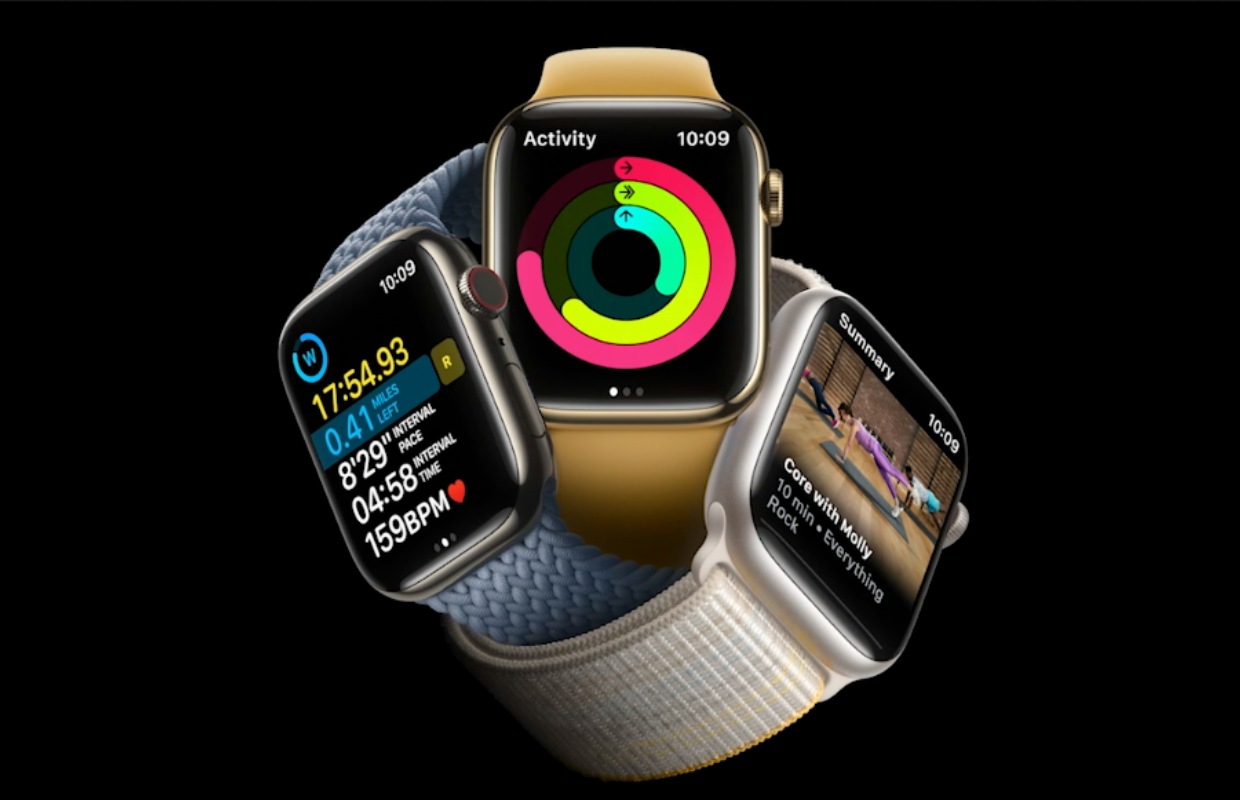 Activity 10:09
10:09
W
17:54.93
R
0.41 MILES
LEFT
8'29" INTERVAL
PACE
04:58 INTERVAL
TIME
159BPM
Summary
10:09
Core with Molly
10 min • Everything
Rock